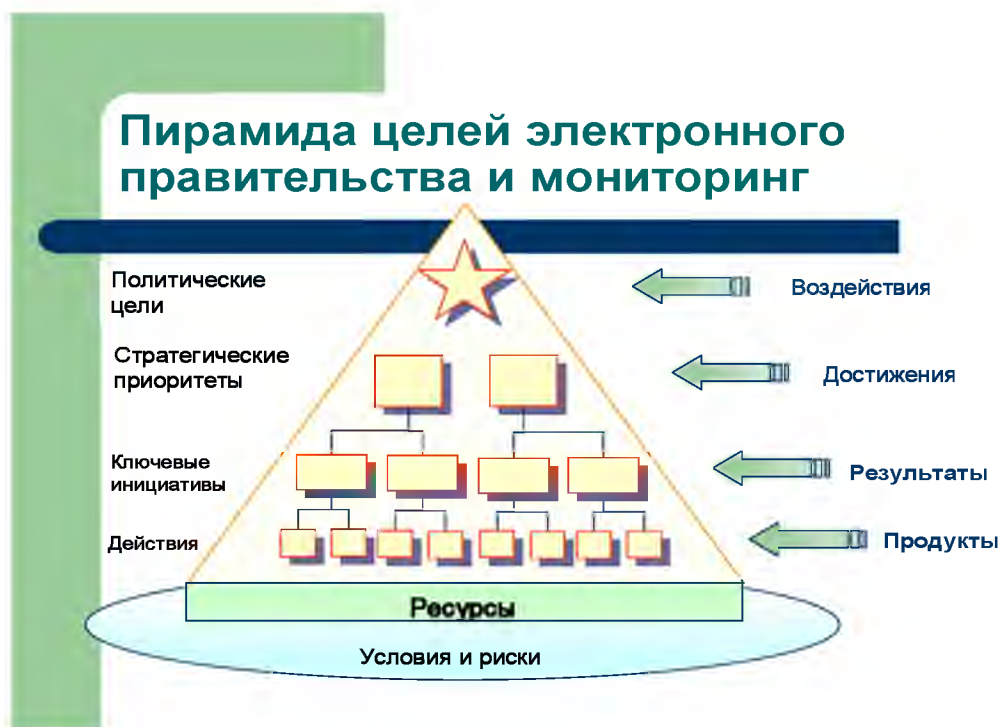 Пирамида целей электронного
правительства и мониторинг
Политические
цели
Воздействия
Стратегические
приоритеты
Достижения
Ключевые
инициативы
Результаты
Действия
Продукты
Ресурсы
Условия и риски